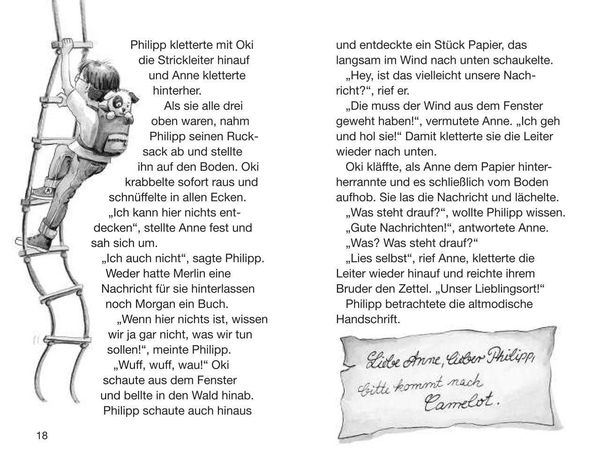 Philipp kletterte mit Oki
die Strickleiter hinauf
und Anne kletterte
hinterher.
Als sie alle drei
oben waren, nahm
Philipp seinen Ruck-
sack ab und stellte
ihn auf den Boden. Oki
krabbelte sofort raus und
schnüffelte in allen Ecken.
„Ich kann hier nichts ent-
decken“, stellte Anne fest und
sah sich um.
„Ich auch nicht“, sagte Philipp.
Weder hatte Merlin eine
Nachricht für sie hinterlassen
noch Morgan ein Buch.
„Wenn hier nichts ist, wissen
wir ja gar nicht, was wir tun
sollen!“, meinte Philipp.
„Wuff, wuff, wau!“ Oki
schaute aus dem Fenster
und bellte in den Wald hinab.
Philipp schaute auch hinaus
18
und entdeckte ein Stück Papier, das
langsam im Wind nach unten schaukelte.
„Hey, ist das vielleicht unsere Nach-
richt?“, rief er.
„Die muss der Wind aus dem Fenster
geweht haben!“, vermutete Anne. „Ich geh
und hol sie!“ Damit kletterte sie die Leiter
wieder nach unten.
Oki kläffte, als Anne dem Papier hinter-
herrannte und es schließlich vom Boden
aufhob. Sie las die Nachricht und lächelte.
„Was steht drauf?“, wollte Philipp wissen.
„Gute Nachrichten!“, antwortete Anne.
„Was? Was steht drauf?“
„Lies selbst“, rief Anne, kletterte die
Leiter wieder hinauf und reichte ihrem
Bruder den Zettel. „Unser Lieblingsort!“
Philipp betrachtete die altmodische
Handschrift.
Liebe Anne, lieber Philipp,
bitte kommt nach
Camelot.